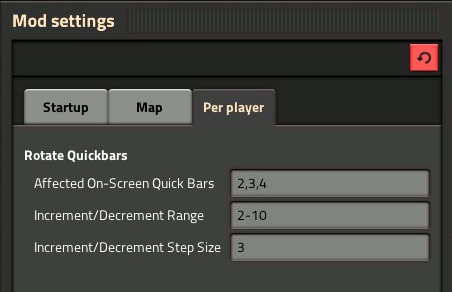 Mod settings
Startup Map Per player
Rotate Quickbars
Affected On-Screen Quick Bars 2,3,4
Increment/Decrement Range 2-10
Increment/Decrement Step Size 3